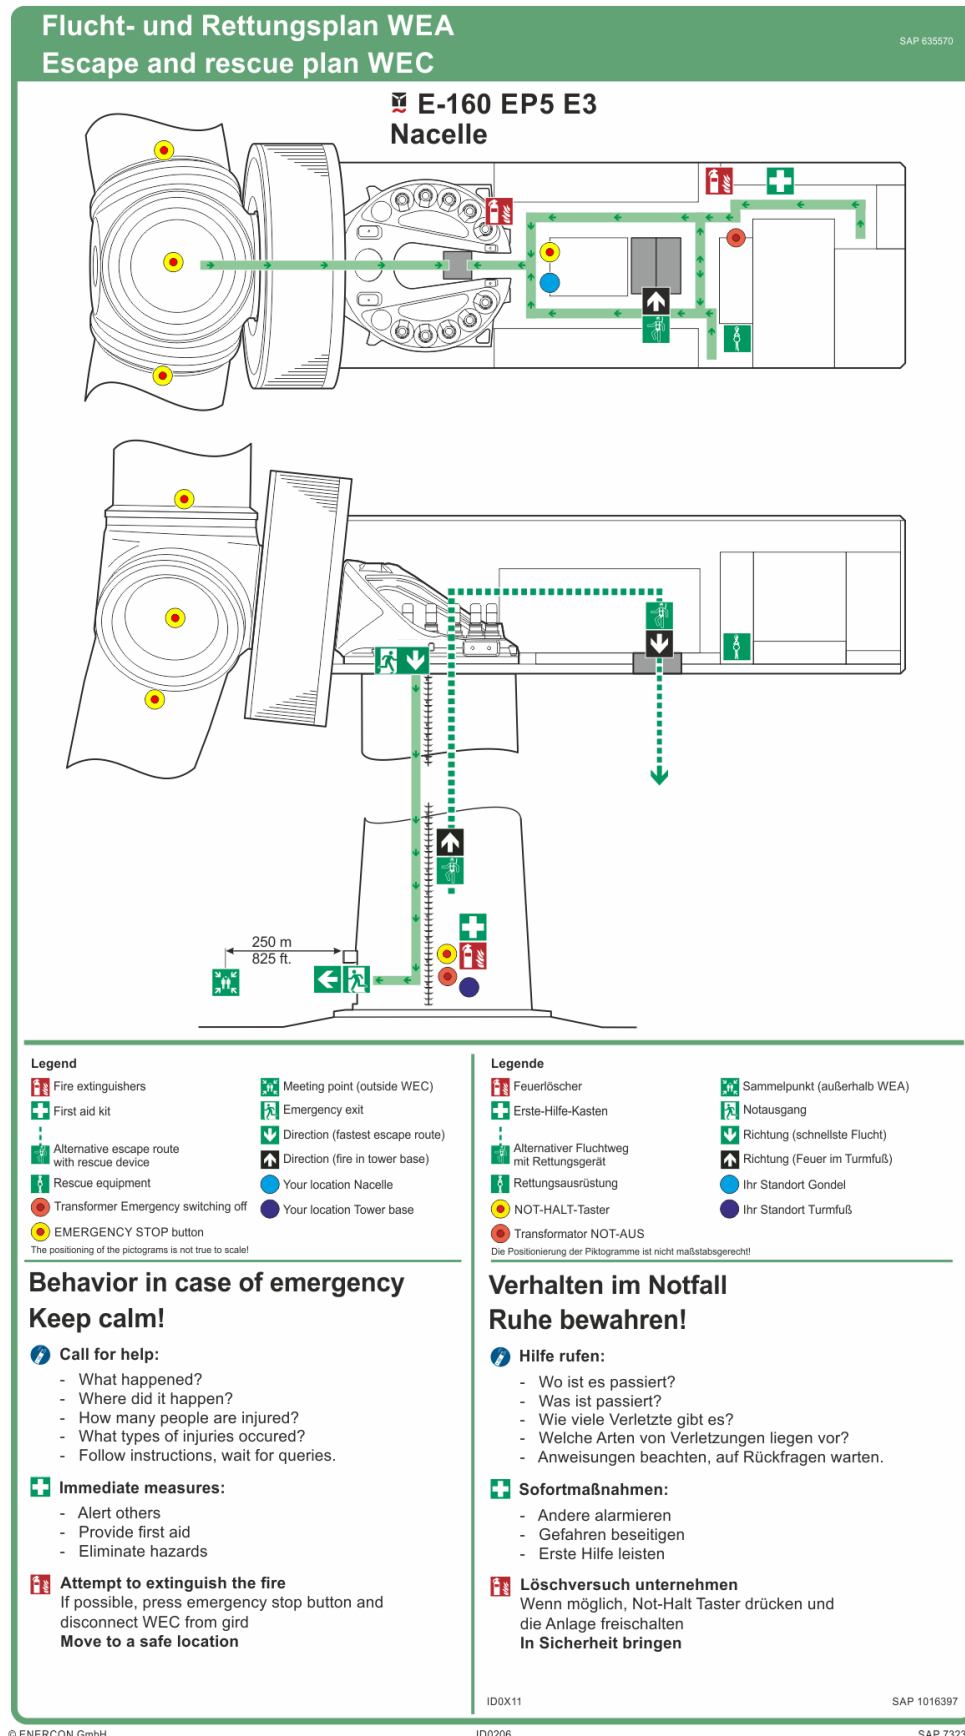 Flucht- und Rettungsplan WEA
Escape and rescue plan WEC
SAP 635570
E-160 EP5 E3
Nacelle
250 m
825 ft.
Legend
Fire extinguishers
First aid kit
Alternative escape route
with rescue device
Rescue equipment
Transformer Emergency switching off
EMERGENCY STOP button
The positioning of the pictograms is not true to scale!
Meeting point (outside WEC)
Emergency exit
Direction (fastest escape route)
Direction (fire in tower base)
Your location Nacelle
Your location Tower base
Legende
Feuerlöscher
Erste-Hilfe-Kasten
Alternativer Fluchtweg
mit Rettungsgerät
Rettungsausrüstung
NOT-HALT-Taster
Transformator NOT-AUS
Die Positionierung der Piktogramme ist nicht maßstabsgerecht!
Sammelpunkt (außerhalb WEA)
Notausgang
Richtung (schnellste Flucht)
Richtung (Feuer im Turmfuß)
Ihr Standort Gondel
Ihr Standort Turmfuß
Behavior in case of emergency
Keep calm!
Call for help:
- What happened?
- Where did it happen?
- How many people are injured?
- What types of injuries occured?
- Follow instructions, wait for queries.
Immediate measures:
- Alert others
- Provide first aid
- Eliminate hazards
Attempt to extinguish the fire
If possible, press emergency stop button and
disconnect WEC from gird
Move to a safe location
Verhalten im Notfall
Ruhe bewahren!
Hilfe rufen:
- Wo ist es passiert?
- Was ist passiert?
- Wie viele Verletzte gibt es?
- Welche Arten von Verletzungen liegen vor?
- Anweisungen beachten, auf Rückfragen warten.
Sofortmaßnahmen:
- Andere alarmieren
- Gefahren beseitigen
- Erste Hilfe leisten
Löschversuch unternehmen
Wenn möglich, Not-Halt Taster drücken und
die Anlage freischalten
In Sicherheit bringen
ID0X11
SAP 1016397
© ENERCON GmbH
ID0206
SAP 7323